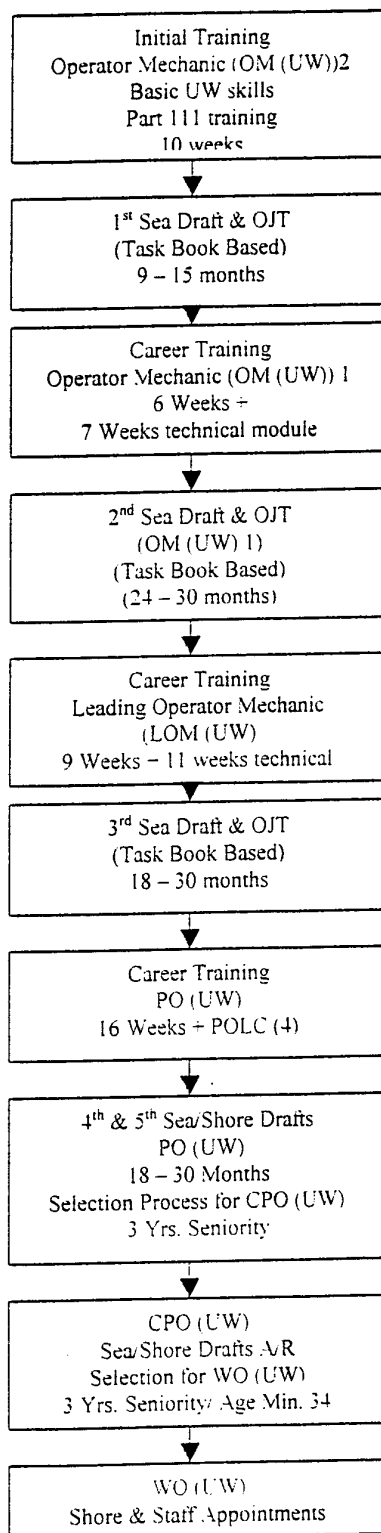 Initial Training
Operator Mechanic (OM (UW))2
Basic UW skills
Part 111 training
10 weeks
1st Sea Draft & OJT
(Task Book Based)
9 – 15 months
Career Training
Operator Mechanic (OM (UW)) 1
6 Weeks +
7 Weeks technical module
2nd Sea Draft & OJT
(OM (UW) 1)
(Task Book Based)
(24 – 30 months)
Career Training
Leading Operator Mechanic
(LOM (UW)
9 Weeks – 11 weeks technical
3rd Sea Draft & OJT
(Task Book Based)
18 – 30 months
Career Training
PO (UW)
16 Weeks + POLC (4)
4th & 5th Sea/Shore Drafts
PO (UW)
18 – 30 Months
Selection Process for CPO (UW)
3 Yrs. Seniority
CPO (UW)
Sea/Shore Drafts A/R
Selection for WO (UW)
3 Yrs. Seniority/ Age Min. 34
WO (UW)
Shore & Staff Appointments